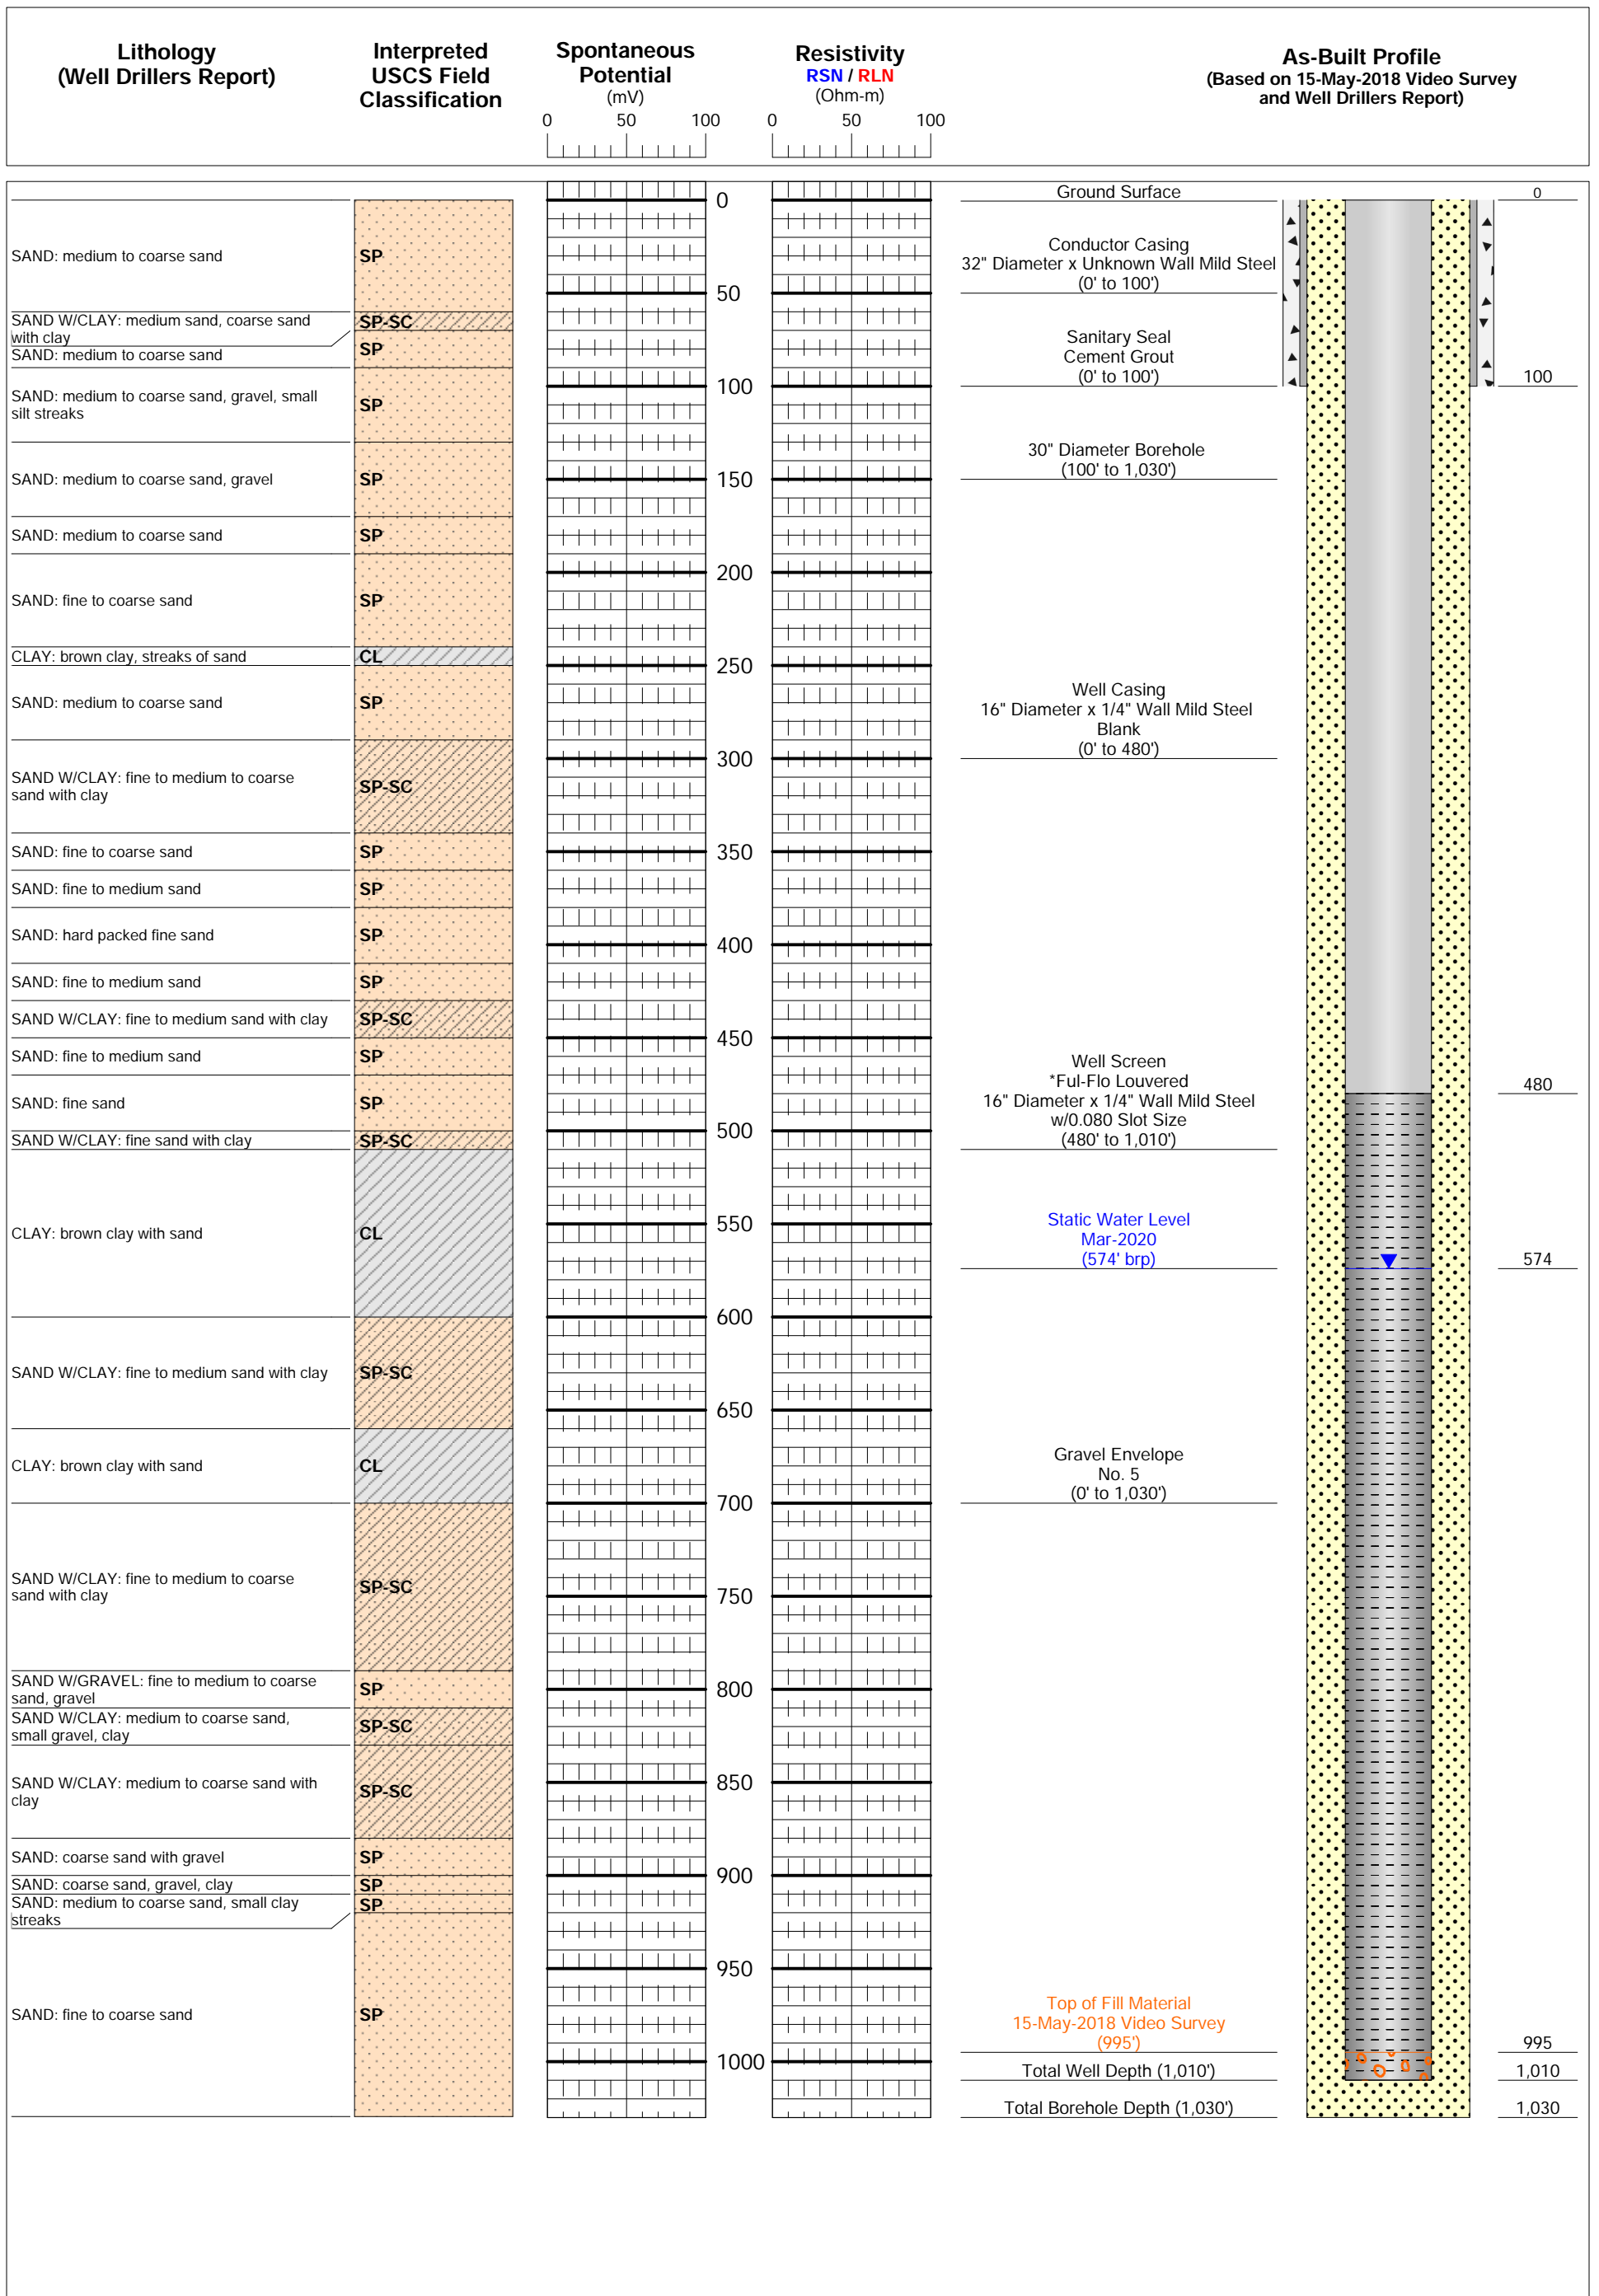 Lithology
(Well Drillers Report)
Interpreted
USCS Field
Classification
Spontaneous
Potential
(mV)
0 50 100
Resistivity
RSN / RLN
(Ohm-m)
0 50 100
As-Built Profile
(Based on 15-May-2018 Video Survey
and Well Drillers Report)
SAND: medium to coarse sand
SAND W/CLAY: medium sand, coarse sand
with clay
SAND: medium to coarse sand
SAND: medium to coarse sand, gravel, small
silt streaks
SAND: medium to coarse sand, gravel
SAND: medium to coarse sand
SAND: fine to coarse sand
CLAY: brown clay, streaks of sand
SAND: medium to coarse sand
SAND W/CLAY: fine to medium to coarse
sand with clay
SAND: fine to coarse sand
SAND: fine to medium sand
SAND: hard packed fine sand
SAND: fine to medium sand
SAND W/CLAY: fine to medium sand with clay
SAND: fine to medium sand
SAND: fine sand
SAND W/CLAY: fine sand with clay
CLAY: brown clay with sand
SAND W/CLAY: fine to medium sand with clay
CLAY: brown clay with sand
SAND W/CLAY: fine to medium to coarse
sand with clay
SAND W/GRAVEL: fine to medium to coarse
sand, gravel
SAND W/CLAY: medium to coarse sand,
small gravel, clay
SAND W/CLAY: medium to coarse sand with
clay
SAND: coarse sand with gravel
SAND: coarse sand, gravel, clay
SAND: medium to coarse sand, small clay
streaks
SAND: fine to coarse sand
SP
SP-SC
SP
SP
SP
SP
SP
CL
SP
SP-SC
SP
SP
SP
SP
SP-SC
SP
SP
SP-SC
CL
SP-SC
CL
SP-SC
SP
SP-SC
SP-SC
SP
SP
SP
SP
0
50
100
150
200
250
300
350
400
450
500
550
600
650
700
750
800
850
900
950
1000
Ground Surface
Conductor Casing
32" Diameter x Unknown Wall Mild Steel
(0' to 100')
Sanitary Seal
Cement Grout
(0' to 100')
30" Diameter Borehole
(100' to 1,030')
Well Casing
16" Diameter x 1/4" Wall Mild Steel
Blank
(0' to 480')
Well Screen
*Ful-Flo Louvered
16" Diameter x 1/4" Wall Mild Steel
w/0.080 Slot Size
(480' to 1,010')
Static Water Level
Mar-2020
(574' brp)
Gravel Envelope
No. 5
(0' to 1,030')
Top of Fill Material
15-May-2018 Video Survey
(995')
Total Well Depth (1,010')
Total Borehole Depth (1,030')
0
100
480
574
995
1,010
1,030